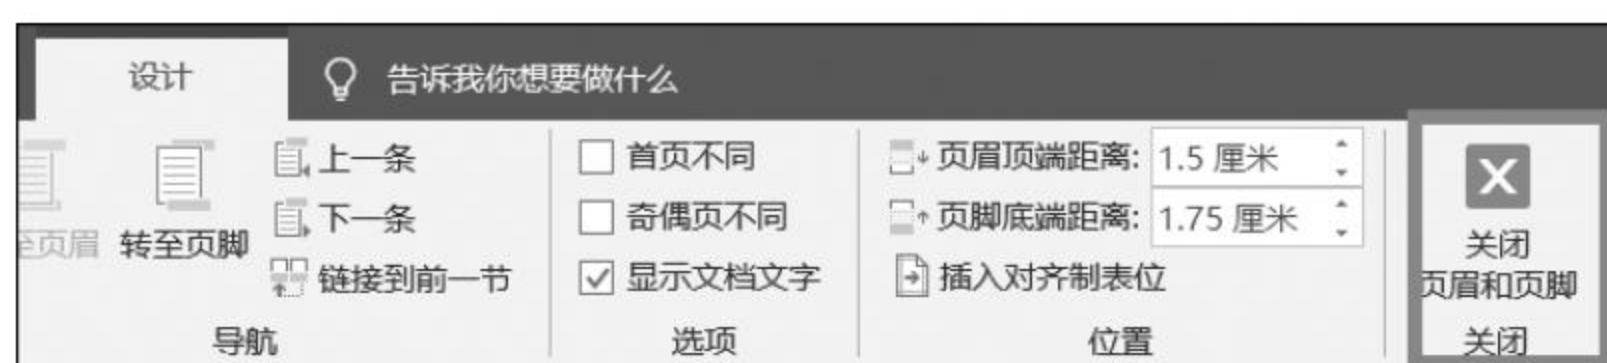 设计 告诉我你想要做什么
上一条 首页不同 页眉顶端距离: 1.5 厘米
下一条 奇偶页不同 页脚底端距离: 1.75 厘米
至页眉 转至页脚 关闭
链接到前一节 显示文档文字 插入对齐制表位 页眉和页脚
导航 选项 位置 关闭